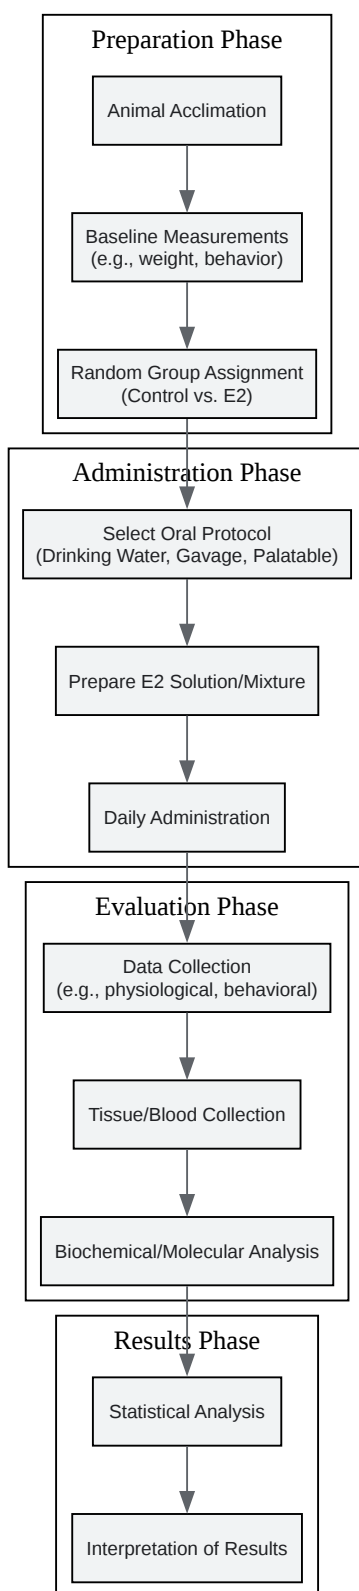 Preparation Phase
Animal Acclimation
Baseline Measurements
(e.g., weight, behavior)
Random Group Assignment
(Control vs. E2)
Administration Phase
Select Oral Protocol
(Drinking Water, Gavage, Palatable)
Prepare E2 Solution/Mixture
Daily Administration
Evaluation Phase
Data Collection
(e.g., physiological, behavioral)
Tissue/Blood Collection
Biochemical/Molecular Analysis
Results Phase
Statistical Analysis
Interpretation of Results